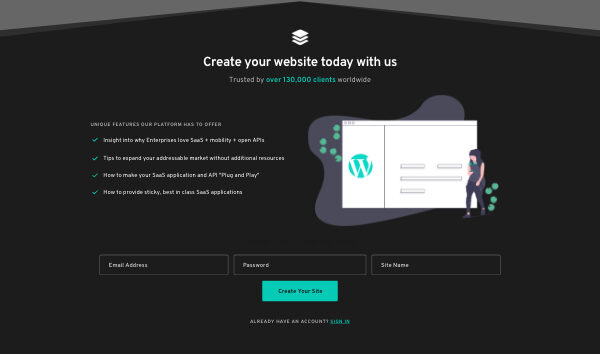 Create your website today with us
Trusted by over 130,000 clients worldwide
UNIQUE FEATURES OUR PLATFORM HAS TO OFFER
Insight into why Enterprises love SaaS + mobility + open APIs
Tips to expand your addressable market without additional resources
How to make your SaaS application and API "Plug and Play"
How to provide sticky, best in class SaaS applications
Email Address
Password
Site Name
Create Your Site
ALREADY HAVE AN ACCOUNT? SIGN IN